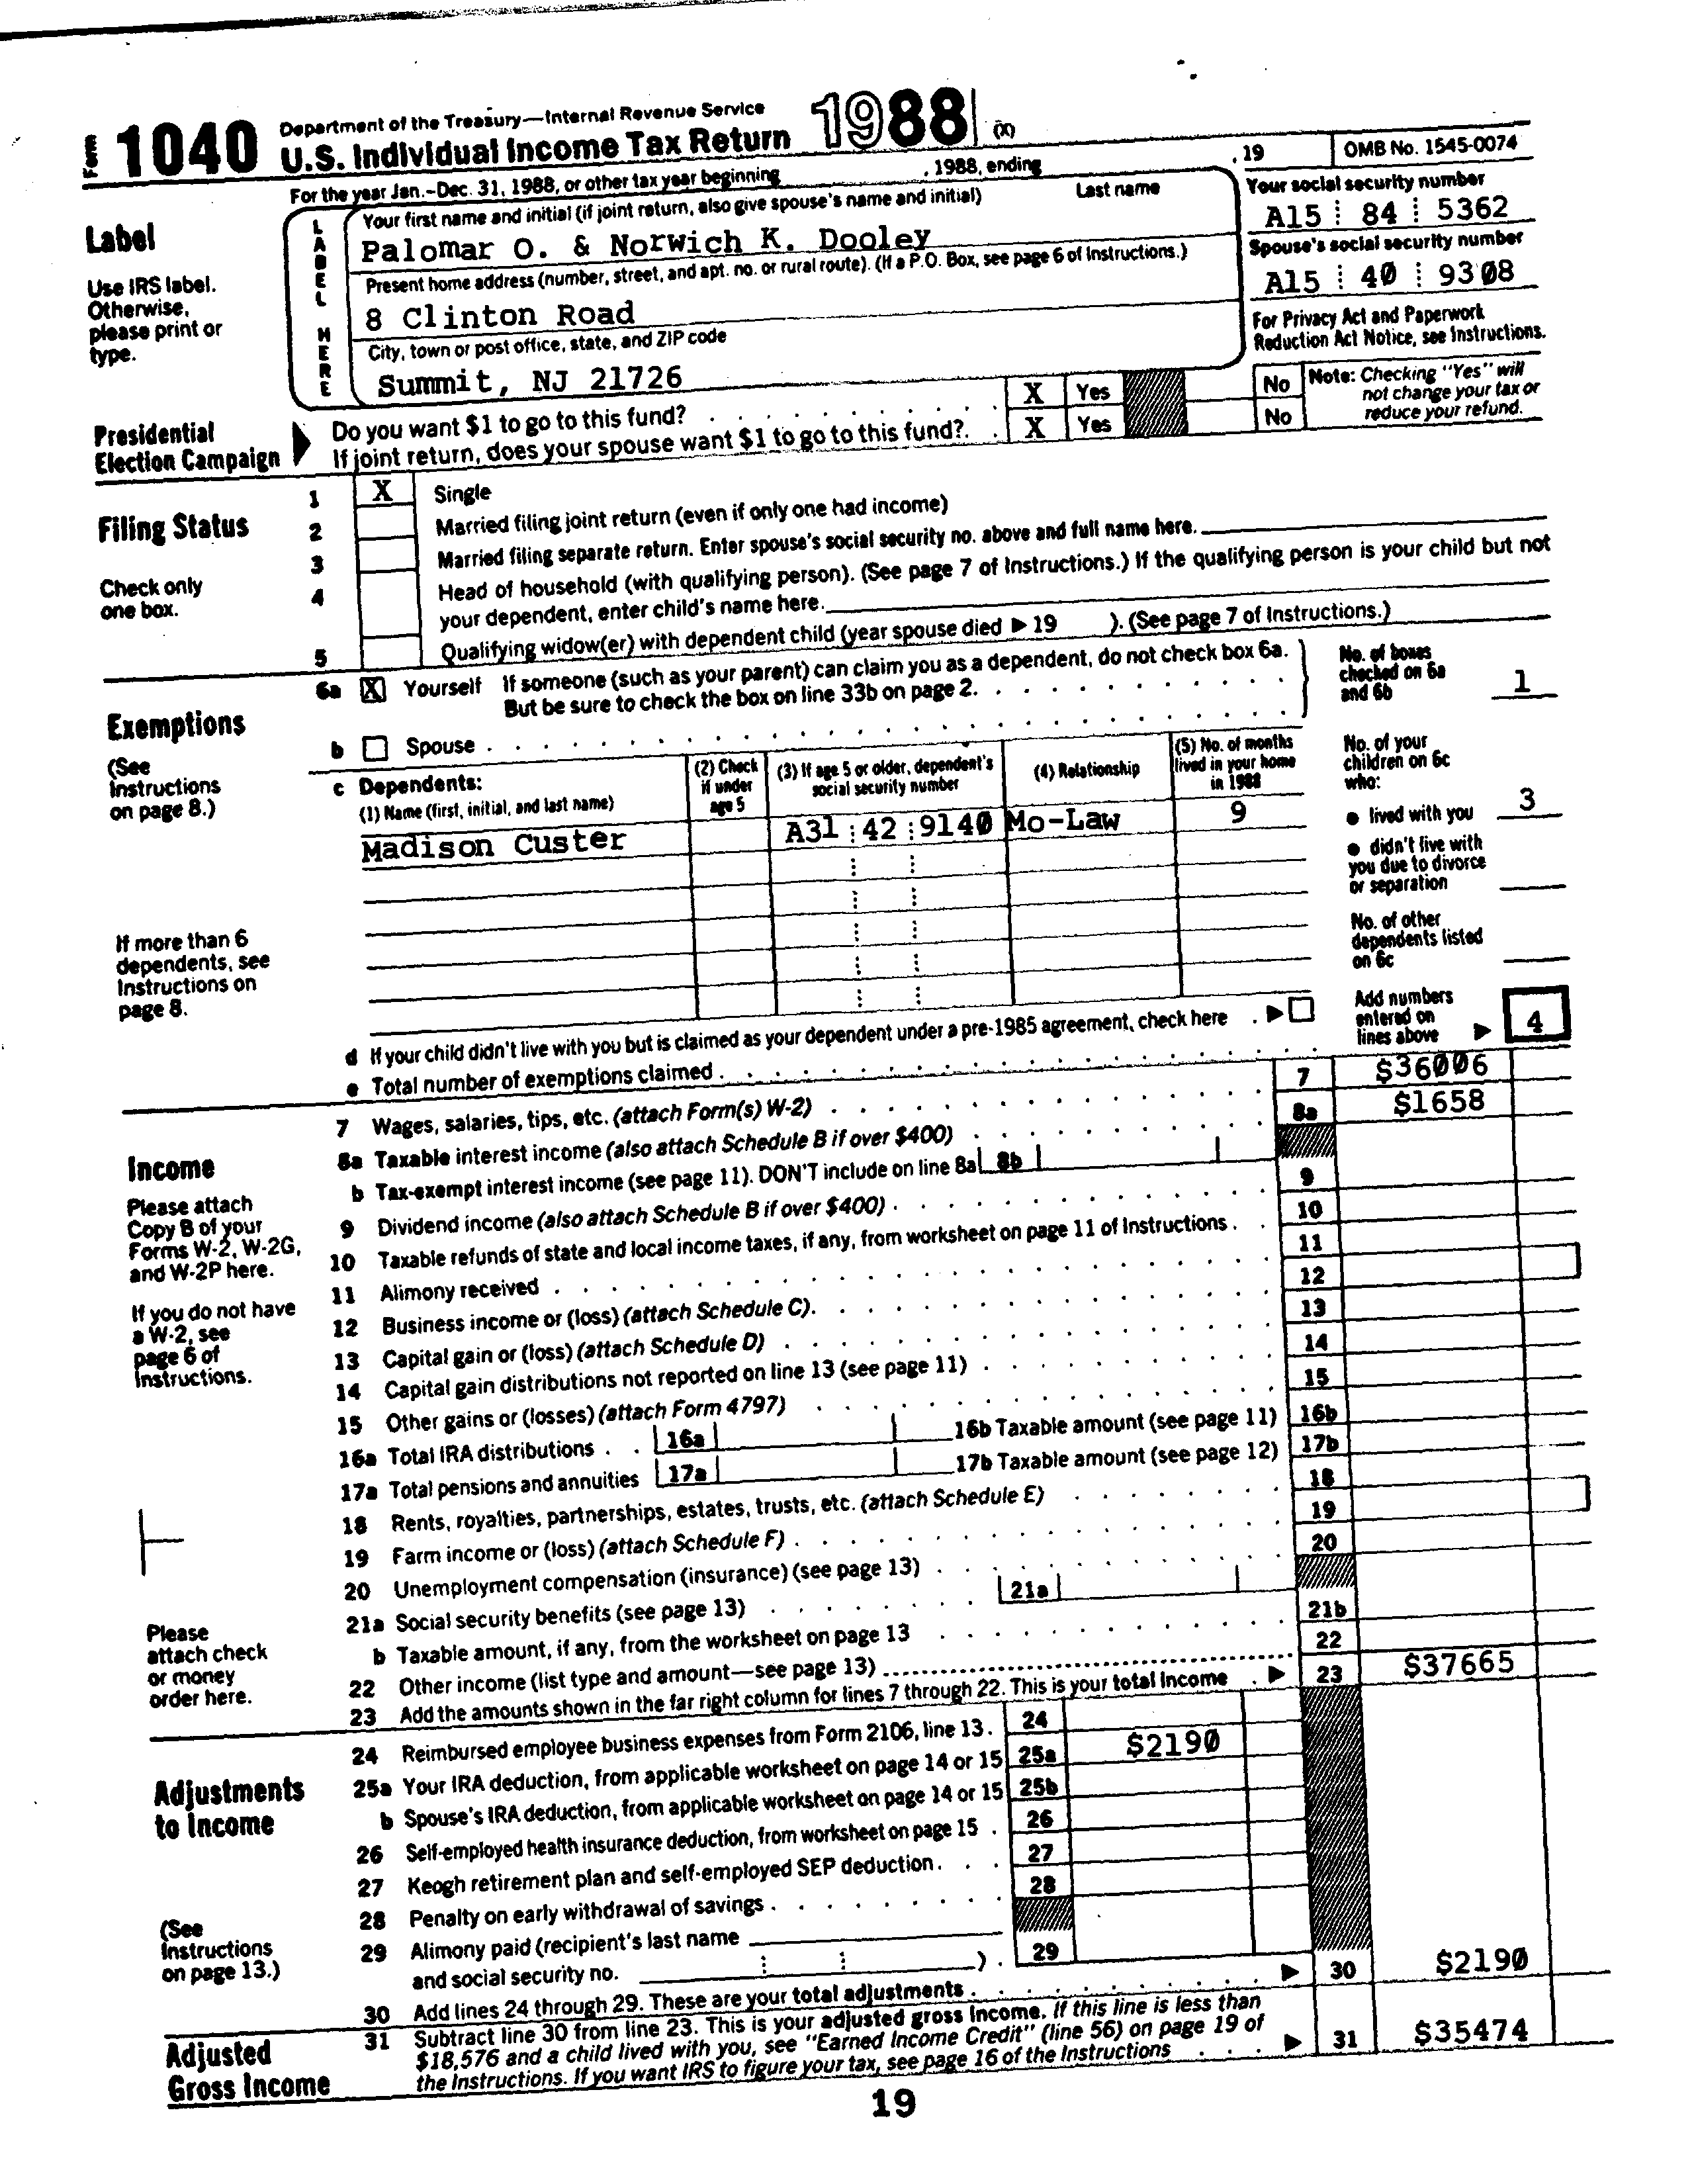 Form 1040 Department of the Treasury—Internal Revenue Service
U.S. Individual Income Tax Return 1988 (X)
For the year Jan.-Dec. 31, 1988, or other tax year beginning , 1988, ending , 19 OMB No. 1545-0074
Label
Use IRS label.
Otherwise,
please print or
type.
LABEL HERE
Your first name and initial (if joint return, also give spouse's name and initial) Last name
Palomar O. & Norwich K. Dooley
Present home address (number, street, and apt. no. or rural route). (If a P.O. Box, see page 6 of Instructions.)
8 Clinton Road
City, town or post office, state, and ZIP code
Summit, NJ 21726
Your social security number
A15 84 5362
Spouse's social security number
A15 40 9308
For Privacy Act and Paperwork
Reduction Act Notice, see Instructions.
Presidential
Election Campaign
Do you want $1 to go to this fund? X Yes No
If joint return, does your spouse want $1 to go to this fund?. X Yes No
Note: Checking "Yes" will
not change your tax or
reduce your refund.
Filing Status
Check only
one box.
1 X Single
2 Married filing joint return (even if only one had income)
3 Married filing separate return. Enter spouse's social security no. above and full name here.
4 Head of household (with qualifying person). (See page 7 of Instructions.) If the qualifying person is your child but not
your dependent, enter child's name here.
5 Qualifying widow(er) with dependent child (year spouse died ▶ 19 ). (See page 7 of Instructions.)
Exemptions
(See
Instructions
on page 8.)
6a X Yourself If someone (such as your parent) can claim you as a dependent, do not check box 6a.
But be sure to check the box on line 33b on page 2.
b Spouse
No. of boxes
checked on 6a
and 6b 1
c Dependents:
(1) Name (first, initial, and last name)
(2) Check
if under
age 5
(3) If age 5 or older, dependent's
social security number
(4) Relationship
(5) No. of months
lived in your home
in 1988
Madison Custer A31 42 9140 Mo-Law 9
No. of your
children on 6c
who:
● lived with you 3
● didn't live with
you due to divorce
or separation
No. of other
dependents listed
on 6c
If more than 6
dependents, see
Instructions on
page 8.
d If your child didn't live with you but is claimed as your dependent under a pre-1985 agreement, check here ▶
e Total number of exemptions claimed
Add numbers
entered on
lines above ▶ 4
Income
Please attach
Copy B of your
Forms W-2, W-2G,
and W-2P here.
If you do not have
a W-2, see
page 6 of
Instructions.
Please
attach check
or money
order here.
7 Wages, salaries, tips, etc. (attach Form(s) W-2) 7 $36006
8a Taxable interest income (also attach Schedule B if over $400) 8a $1658
b Tax-exempt interest income (see page 11). DON'T include on line 8a 8b
9 Dividend income (also attach Schedule B if over $400) 9
10 Taxable refunds of state and local income taxes, if any, from worksheet on page 11 of Instructions 10
11 Alimony received 11
12 Business income or (loss) (attach Schedule C). 12
13 Capital gain or (loss) (attach Schedule D) 13
14 Capital gain distributions not reported on line 13 (see page 11) 14
15 Other gains or (losses) (attach Form 4797) 15
16a Total IRA distributions 16a 16b Taxable amount (see page 11) 16b
17a Total pensions and annuities 17a 17b Taxable amount (see page 12) 17b
18 Rents, royalties, partnerships, estates, trusts, etc. (attach Schedule E) 18
19 Farm income or (loss) (attach Schedule F) 19
20 Unemployment compensation (insurance) (see page 13) 20
21a Social security benefits (see page 13) 21a
b Taxable amount, if any, from the worksheet on page 13 21b
22 Other income (list type and amount—see page 13) 22
23 Add the amounts shown in the far right column for lines 7 through 22. This is your total income ▶ 23 $37665
Adjustments
to Income
(See
Instructions
on page 13.)
24 Reimbursed employee business expenses from Form 2106, line 13. 24
25a Your IRA deduction, from applicable worksheet on page 14 or 15 25a $2190
b Spouse's IRA deduction, from applicable worksheet on page 14 or 15 25b
26 Self-employed health insurance deduction, from worksheet on page 15 26
27 Keogh retirement plan and self-employed SEP deduction. 27
28 Penalty on early withdrawal of savings 28
29 Alimony paid (recipient's last name
and social security no. ). 29
30 Add lines 24 through 29. These are your total adjustments ▶ 30 $2190
Adjusted
Gross Income
31 Subtract line 30 from line 23. This is your adjusted gross income. If this line is less than
$18,576 and a child lived with you, see "Earned Income Credit" (line 56) on page 19 of
the Instructions. If you want IRS to figure your tax, see page 16 of the Instructions ▶ 31 $35474
19